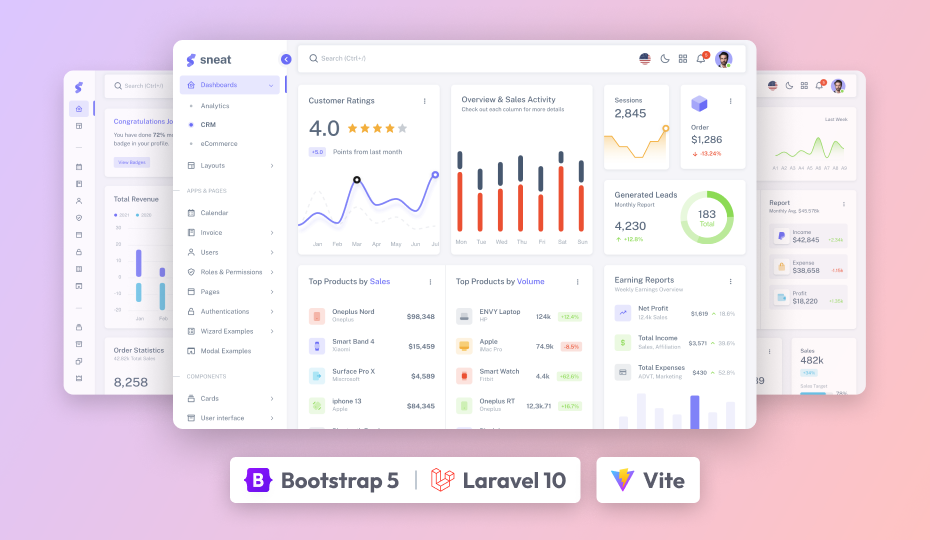 sneat
Search (Ctrl+/)
5
Dashboards
Analytics
CRM
eCommerce
Layouts
APPS & PAGES
Calendar
Invoice
Users
Roles & Permissions
Pages
Authentications
Wizard Examples
Modal Examples
COMPONENTS
Cards
User interface
Customer Ratings
4.0
+5.0 Points from last month
Jan Feb Mar Apr May Jun Jul
Overview & Sales Activity
Check out each column for more details
Mon Tue Wed Thu Fri Sat Sun
Sessions
2,845
Order
$1,286
-13.24%
Generated Leads
Monthly Report
4,230
+12.8%
183
Total
Top Products by Sales
Oneplus Nord
Oneplus
$98,348
Smart Band 4
Xiaomi
$15,459
Surface Pro X
$4,589
iphone 13
Apple
$84,345
Top Products by Volume
ENVY Laptop
HP
124k +12.4%
Apple
iMac Pro
74.9k -8.5%
Smart Watch
Fitbit
4.4k +62.6%
Oneplus RT
Oneplus
12,3k.71 +16.7%
Earning Reports
Weekly Earnings Overview
Net Profit
12.4k Sales
$1,619 18.6%
Total Income
Sales, Affiliation
$3,571 39.6%
Total Expenses
ADVT, Marketing
$430 52.8%
Search (Ctrl+/)
Congratulations
You have done 72%
badge in your profile.
View Badges
Total Revenue
2021 2020
30
20
10
0
-10
-20
Jan Feb
Order Statistics
42.82k Total Sales
8,258
Last Week
Report
Monthly Avg. $45.578k
Income
$42,845
Expense
$38,658
Profit
$18,220
Sales
482k
+34%
Sales Target
78%
Bootstrap 5
Laravel 10
Vite